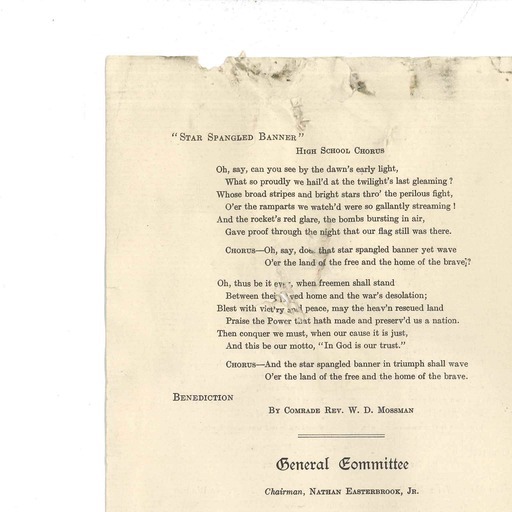 "Star Spangled Banner"
High School Chorus
Oh, say, can you see by the dawn's early light,
What so proudly we hail'd at the twilight's last gleaming?
Whose broad stripes and bright stars thro' the perilous fight,
O'er the ramparts we watch'd were so gallantly streaming!
And the rocket's red glare, the bombs bursting in air,
Gave proof through the night that our flag still was there.
Chorus—Oh, say, does that star spangled banner yet wave
O'er the land of the free and the home of the brave?
Oh, thus be it ever, when freemen shall stand
Between their loved home and the war's desolation;
Blest with vict'ry and peace, may the heav'n rescued land
Praise the Power that hath made and preserv'd us a nation.
Then conquer we must, when our cause it is just,
And this be our motto, "In God is our trust."
Chorus—And the star spangled banner in triumph shall wave
O'er the land of the free and the home of the brave.
Benediction
By Comrade Rev. W. D. Mossman
General Committee
Chairman, Nathan Easterbrook, Jr.